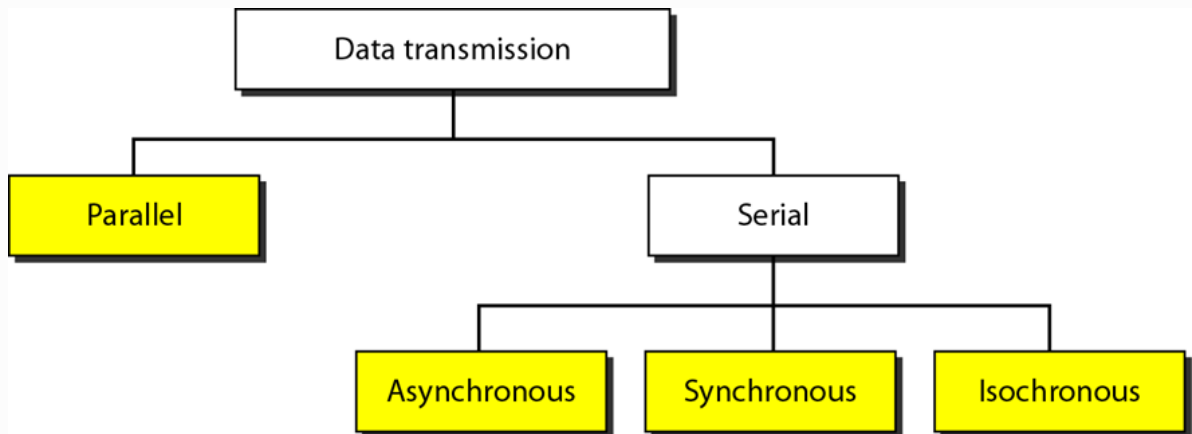 Data transmission
Parallel
Serial
Asynchronous
Synchronous
Isochronous